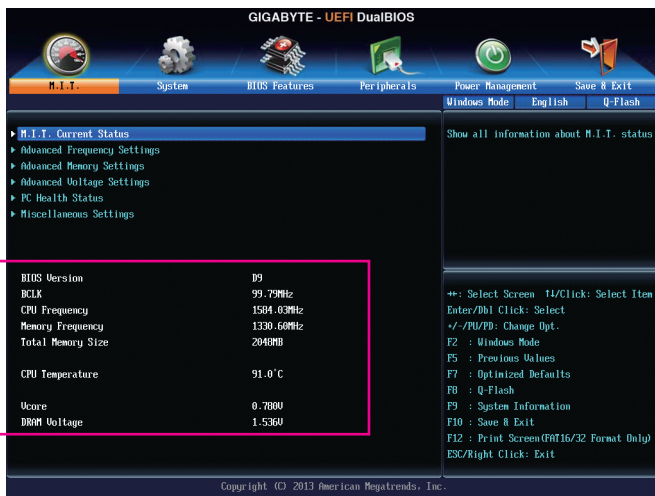 GIGABYTE - UEFI DualBIOS
M.I.T. System BIOS Features Peripherals Power Management Save & Exit
Windows Mode English Q-Flash
M.I.T. Current Status
Advanced Frequency Settings
Advanced Memory Settings
Advanced Voltage Settings
PC Health Status
Miscellaneous Settings
Show all information about M.I.T. status
BIOS Version D9
BCLK 99.79MHz
CPU Frequency 1584.03MHz
Memory Frequency 1330.60MHz
Total Memory Size 2048MB
CPU Temperature 91.0°C
Vcore 0.780V
DRAM Voltage 1.536V
→←: Select Screen ↑↓/Click: Select Item
Enter/Dbl Click: Select
+/-/PU/PD: Change Opt.
F2 : Windows Mode
F5 : Previous Values
F7 : Optimized Defaults
F8 : Q-Flash
F9 : System Information
F10 : Save & Exit
F12 : Print Screen(FAT16/32 Format Only)
ESC/Right Click: Exit
Copyright (C) 2013 American Megatrends, Inc.